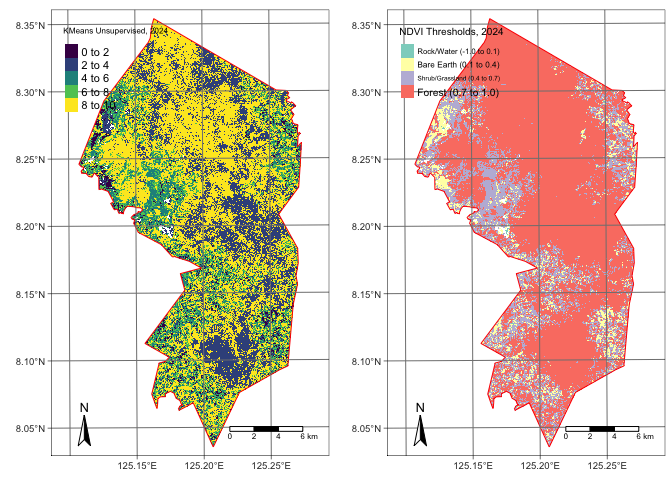 KMeans Unsupervised, 2024
0 to 2
2 to 4
4 to 6
6 to 8
8 to 10
8.35°N
8.30°N
8.25°N
8.20°N
8.15°N
8.10°N
8.05°N
N
0 2 4 6 km
125.15°E 125.20°E 125.25°E
NDVI Thresholds, 2024
Rock/Water (-1.0 to 0.1)
Bare Earth (0.1 to 0.4)
Shrub/Grassland (0.4 to 0.7)
Forest (0.7 to 1.0)
8.35°N
8.30°N
8.25°N
8.20°N
8.15°N
8.10°N
8.05°N
N
0 2 4 6 km
125.15°E 125.20°E 125.25°E